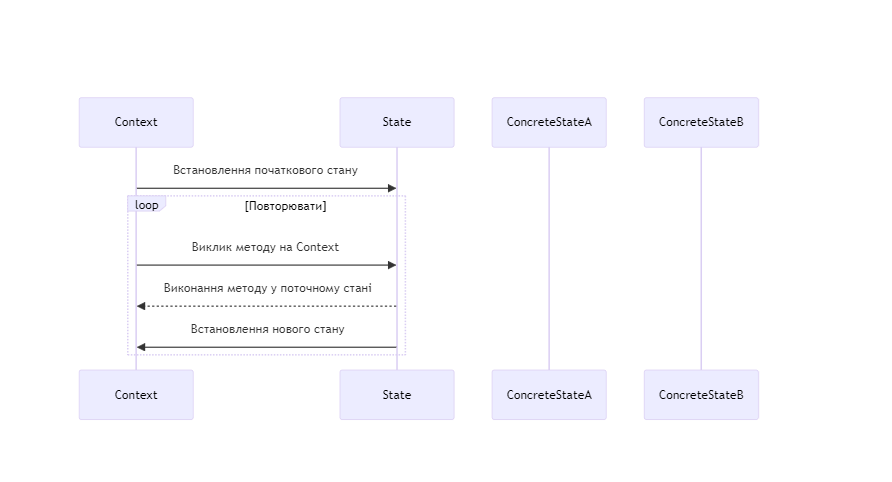 Context
State
ConcreteStateA
ConcreteStateB
Встановлення початкового стану
loop
[Повторювати]
Виклик методу на Context
Виконання методу у поточному стані
Встановлення нового стану
Context
State
ConcreteStateA
ConcreteStateB